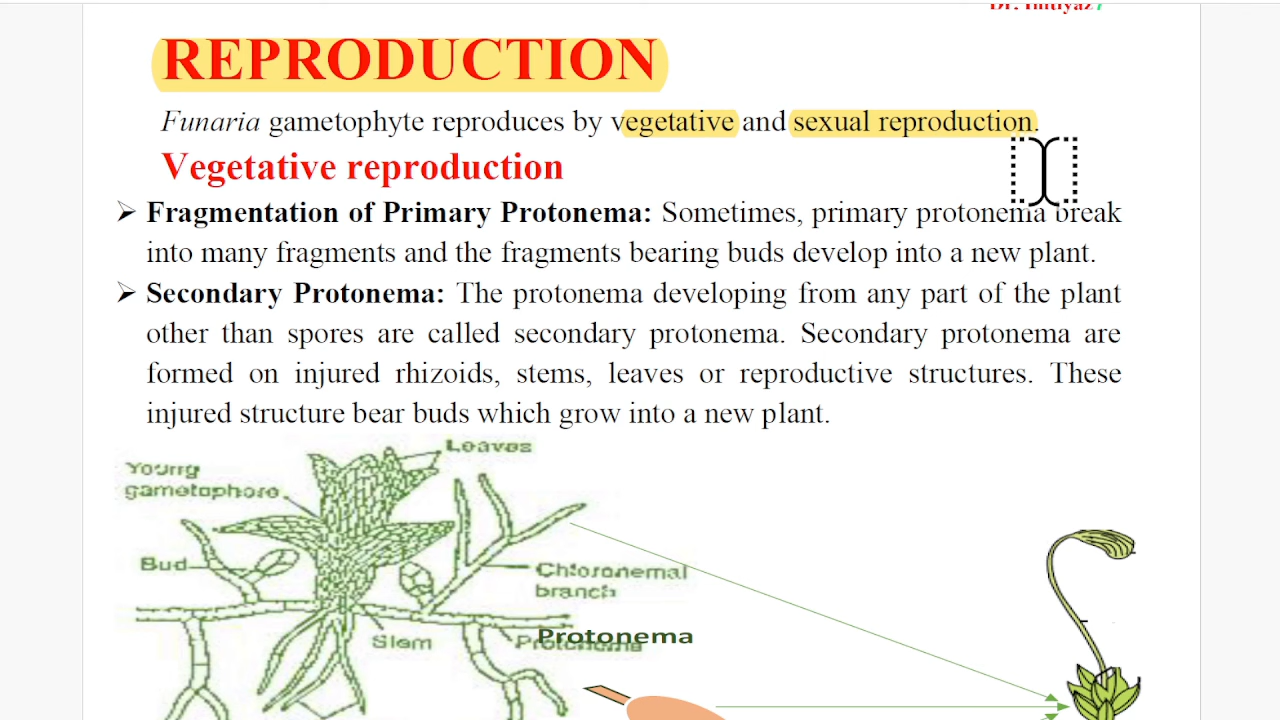 Dr. Imtiyaz
REPRODUCTION
Funaria gametophyte reproduces by vegetative and sexual reproduction.
Vegetative reproduction
➢ Fragmentation of Primary Protonema: Sometimes, primary protonema break
into many fragments and the fragments bearing buds develop into a new plant.
➢ Secondary Protonema: The protonema developing from any part of the plant
other than spores are called secondary protonema. Secondary protonema are
formed on injured rhizoids, stems, leaves or reproductive structures. These
injured structure bear buds which grow into a new plant.
Leaves
Young
gametophore
Bud
Chloronemal
branch
Stem
Protonema
Protonema